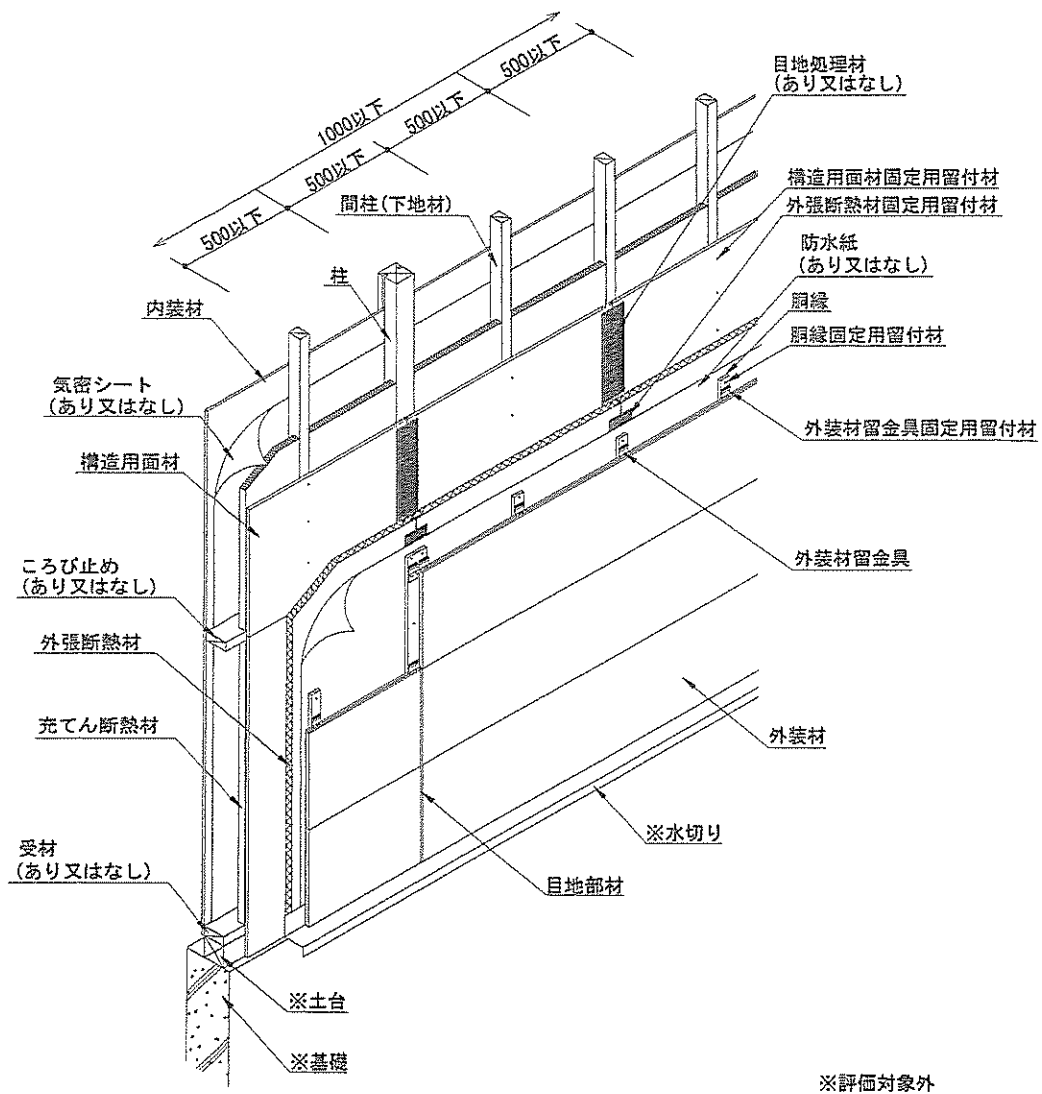 500以下
500以下
1000以下
500以下
500以下
目地処理材
(あり又はなし)
構造用面材固定用留付材
外張断熱材固定用留付材
防水紙
(あり又はなし)
胴縁
胴縁固定用留付材
外装材留金具固定用留付材
間柱(下地材)
柱
内装材
気密シート
(あり又はなし)
構造用面材
ころび止め
(あり又はなし)
外張断熱材
充てん断熱材
受材
(あり又はなし)
外装材留金具
外装材
※水切り
目地部材
※土台
※基礎
※評価対象外